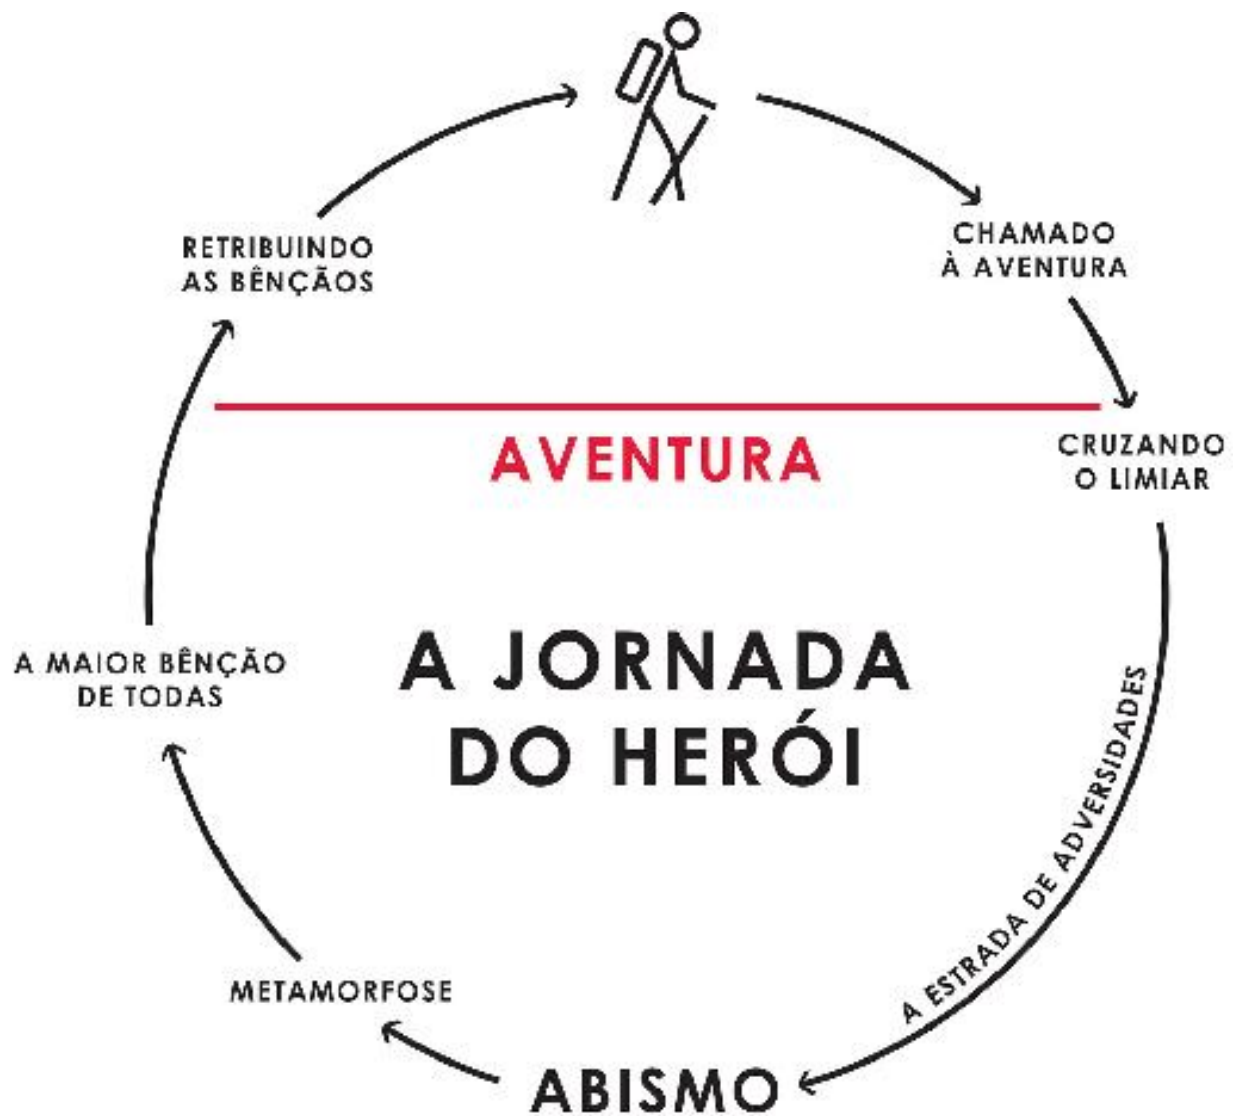 CHAMADO
À AVENTURA
CRUZANDO
O LIMIAR
A ESTRADA DE ADVERSIDADES
ABISMO
METAMORFOSE
A MAIOR BÊNÇÃO
DE TODAS
RETRIBUINDO
AS BÊNÇÃOS
AVENTURA
A JORNADA
DO HERÓI